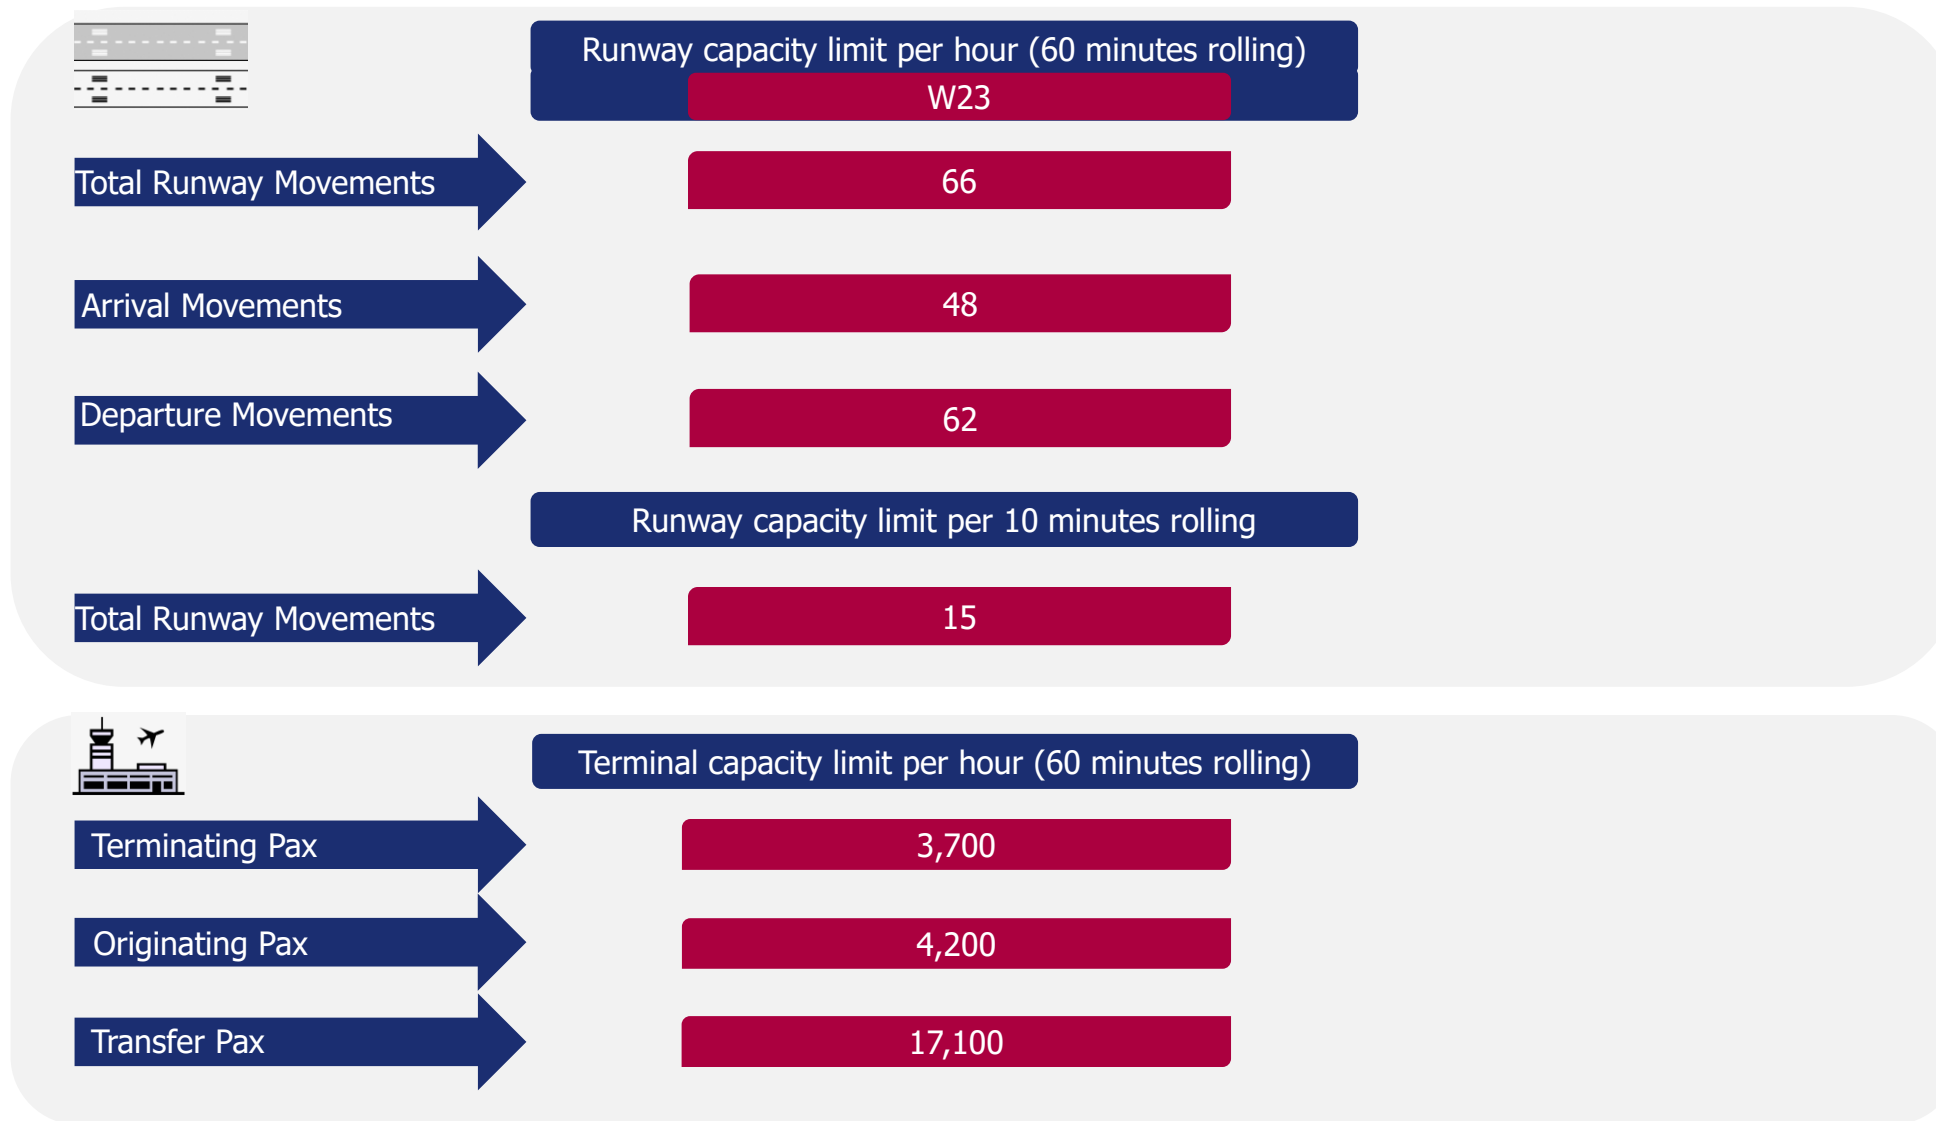 Runway capacity limit per hour (60 minutes rolling)
W23
Total Runway Movements
66
Arrival Movements
48
Departure Movements
62
Runway capacity limit per 10 minutes rolling
Total Runway Movements
15
Terminal capacity limit per hour (60 minutes rolling)
Terminating Pax
3,700
Originating Pax
4,200
Transfer Pax
17,100